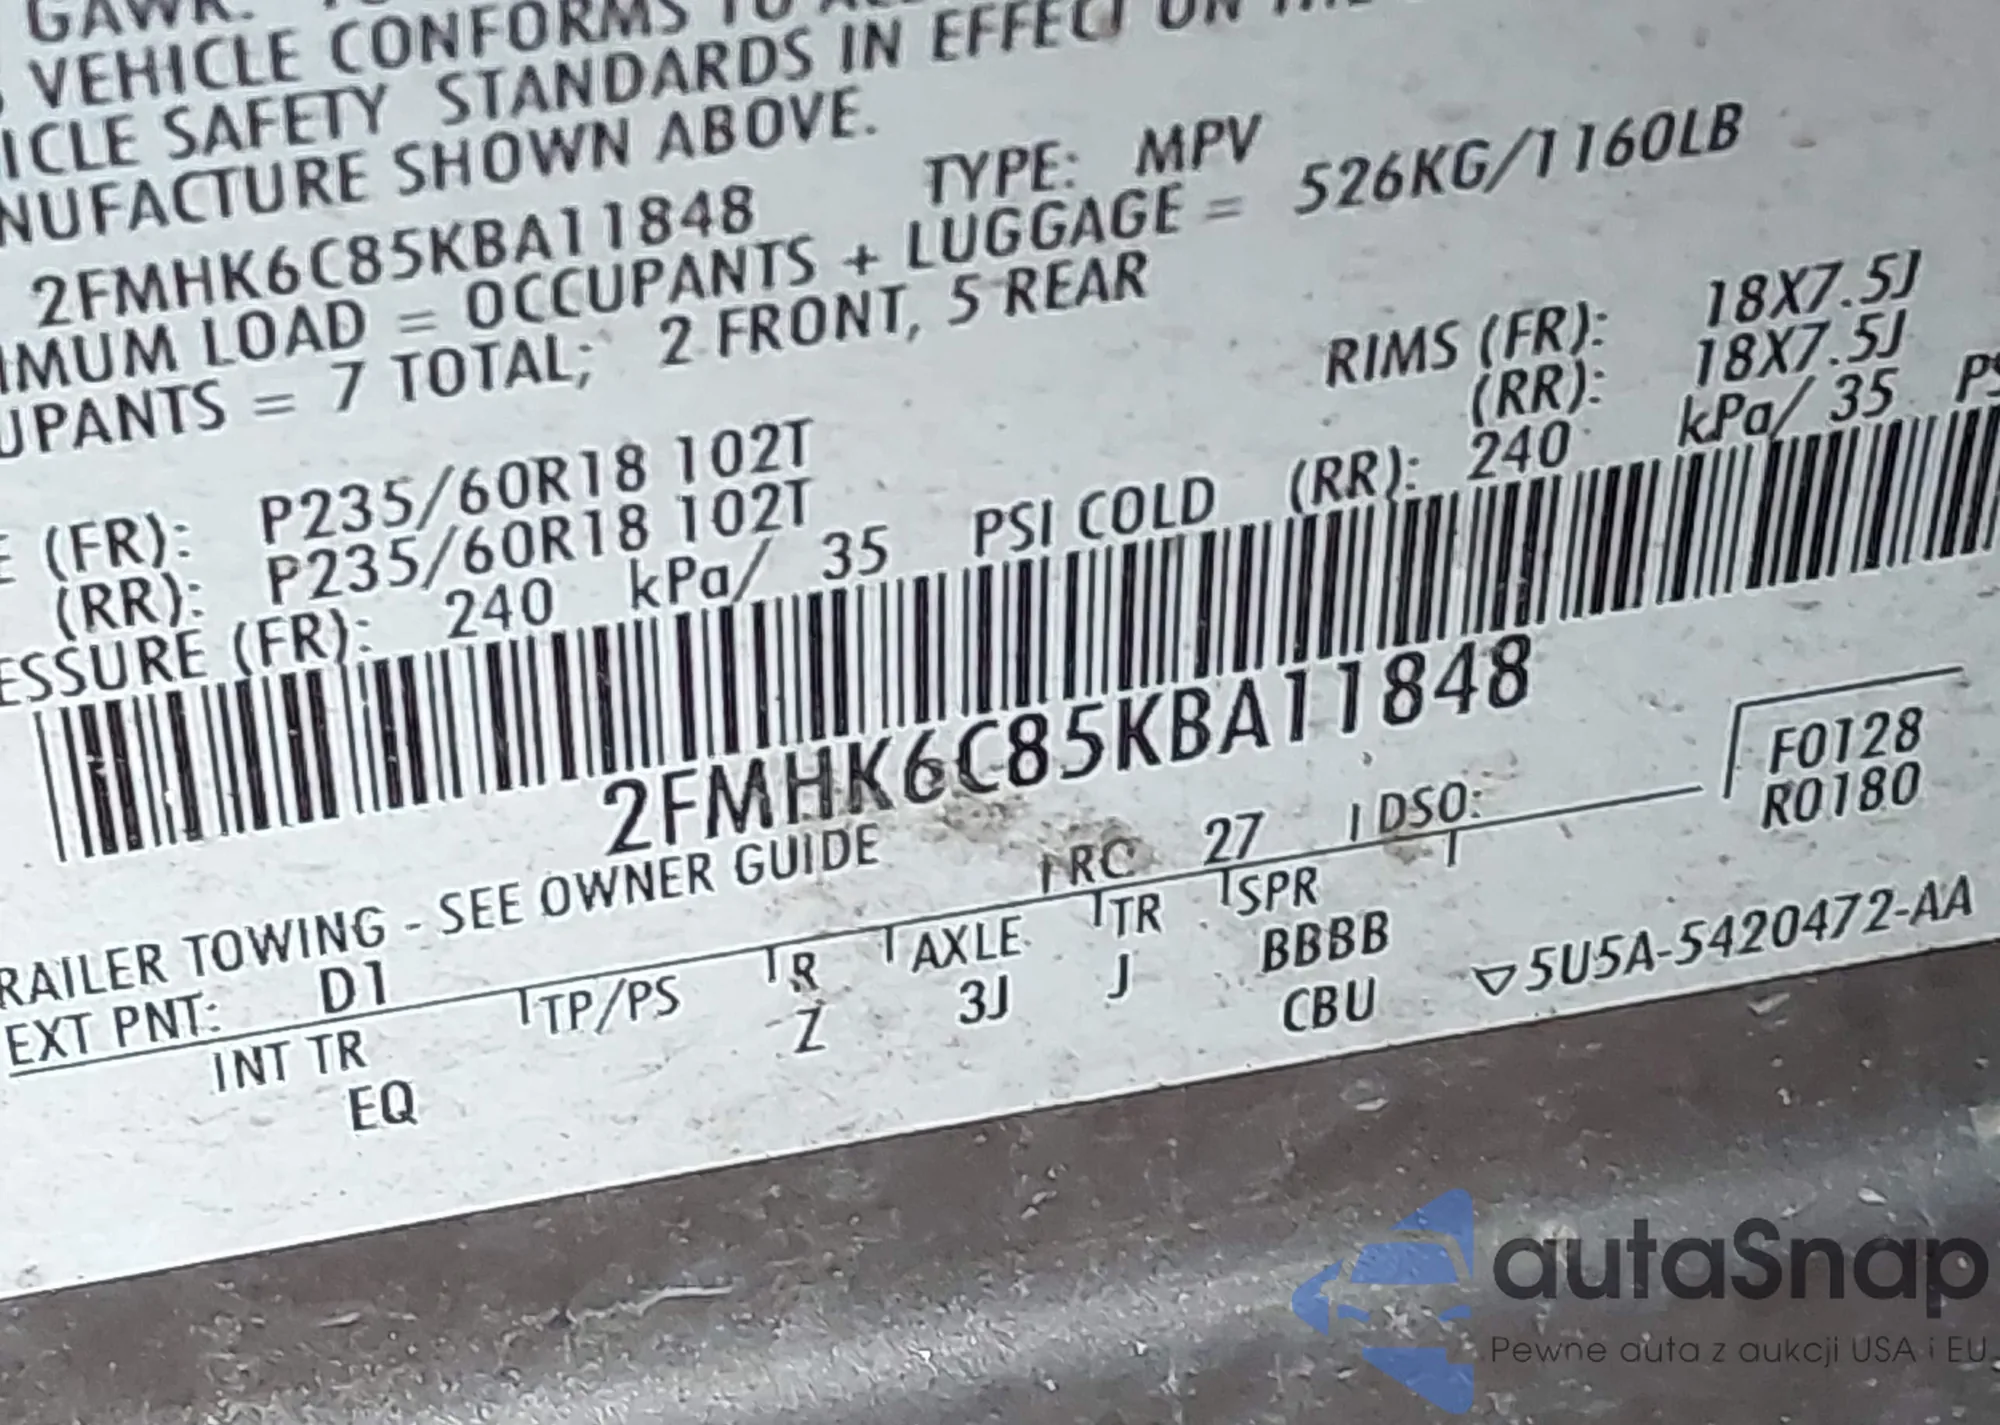 GAWR.
VEHICLE CONFORMS TO
ICLE SAFETY STANDARDS IN EFFECT ON
NUFACTURE SHOWN ABOVE.
2FMHK6C85KBA11848 TYPE: MPV
IMUM LOAD = OCCUPANTS + LUGGAGE = 526KG/1160LB
UPANTS = 7 TOTAL; 2 FRONT, 5 REAR
RIMS (FR): 18X7.5J
E (FR): P235/60R18 102T (RR): 18X7.5J
(RR): P235/60R18 102T
ESSURE (FR): 240 kPa/ 35 PSI COLD (RR): 240 kPa/ 35 PS
2FMHK6C85KBA11848
F0128
R0180
RAILER TOWING - SEE OWNER GUIDE
EXT PNT: D1 RC 27 DSO:
INT TR TP/PS R AXLE TR SPR
EQ Z 3J J BBBB
CBU
5U5A-5420472-AA
autaSnap
Pewne auta z aukcji USA i EU